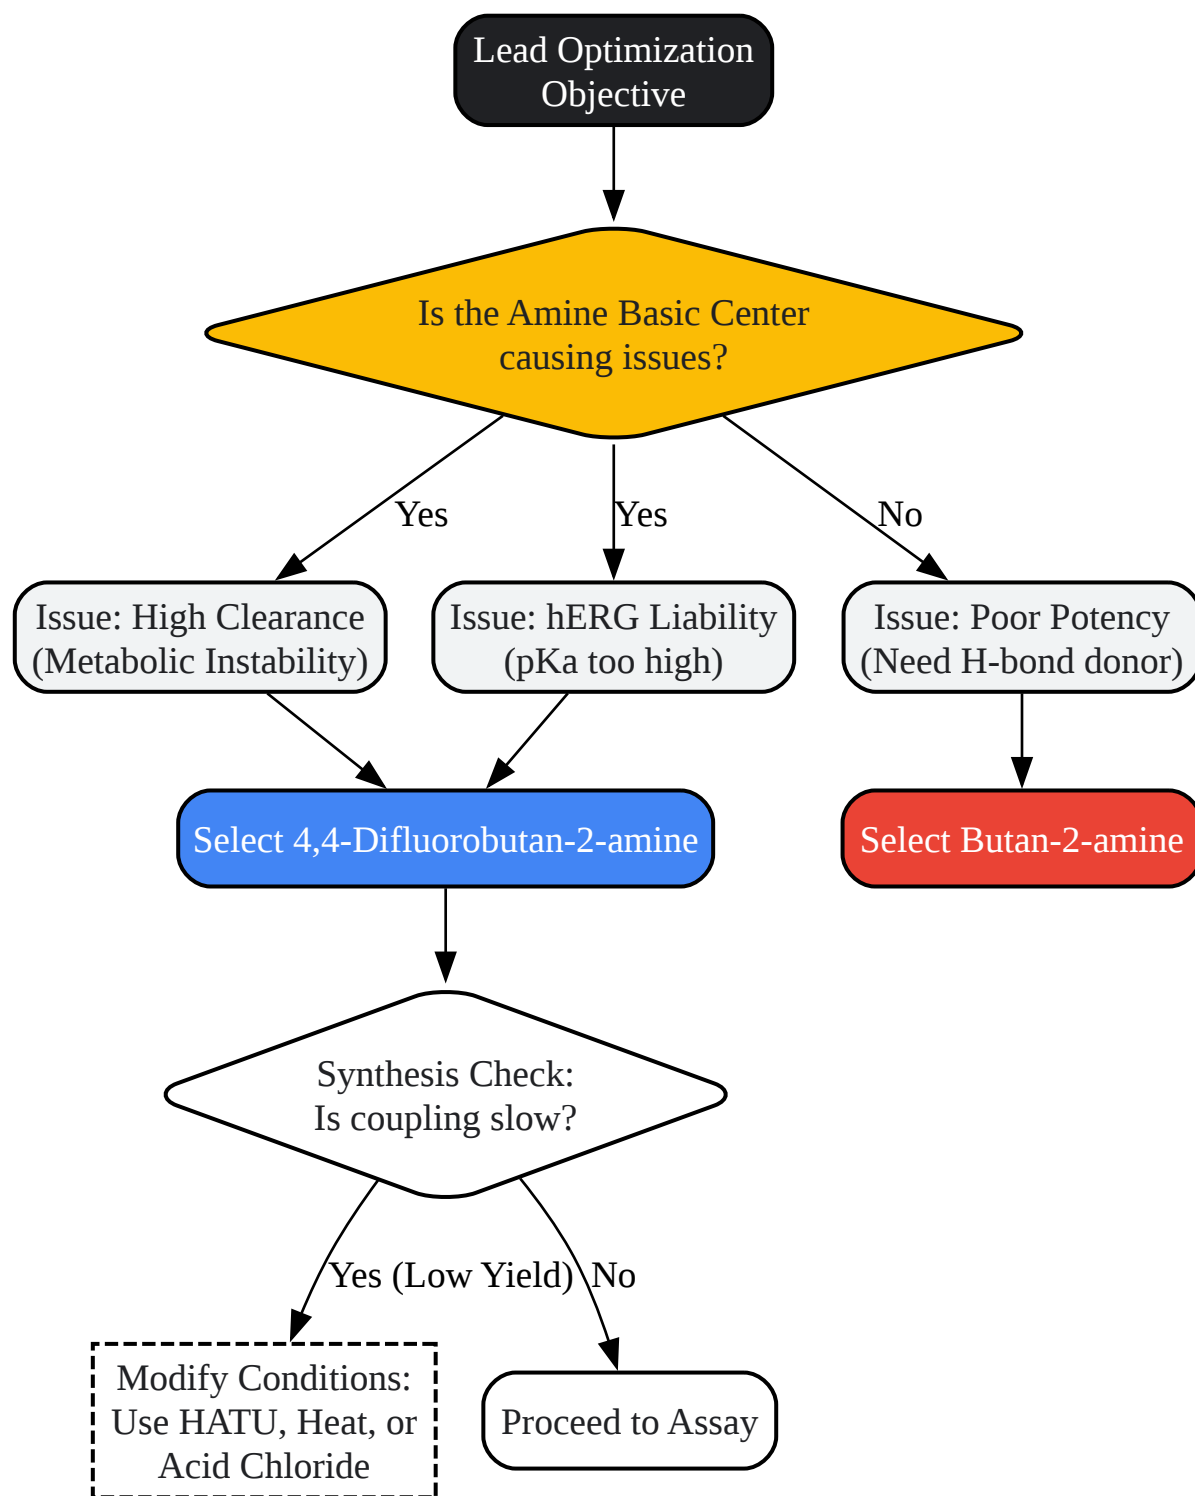 Lead Optimization
Objective
Is the Amine Basic Center
causing issues?
Yes
Yes
No
Issue: High Clearance
(Metabolic Instability)
Issue: hERG Liability
(pKa too high)
Issue: Poor Potency
(Need H-bond donor)
Select 4,4-Difluorobutan-2-amine
Select Butan-2-amine
Synthesis Check:
Is coupling slow?
Yes (Low Yield)
No
Modify Conditions:
Use HATU, Heat, or
Acid Chloride
Proceed to Assay